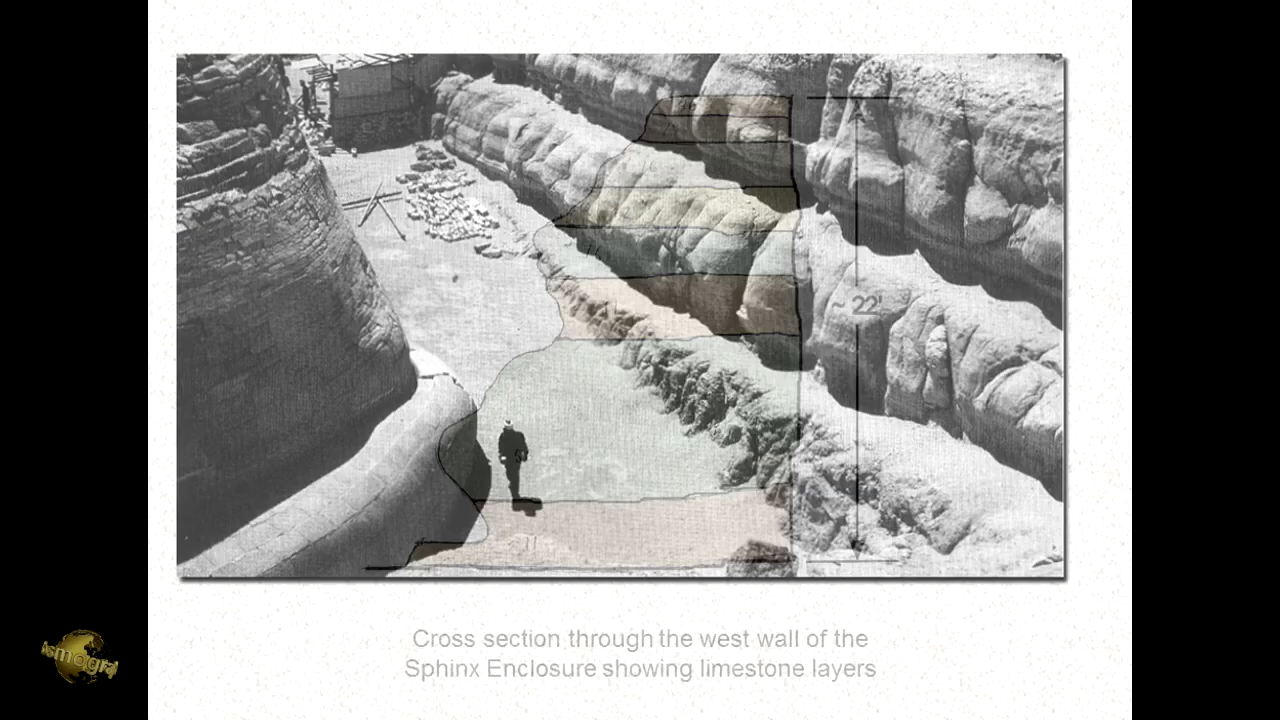 ~ 22'
Cross section through the west wall of the
Sphinx Enclosure showing limestone layers